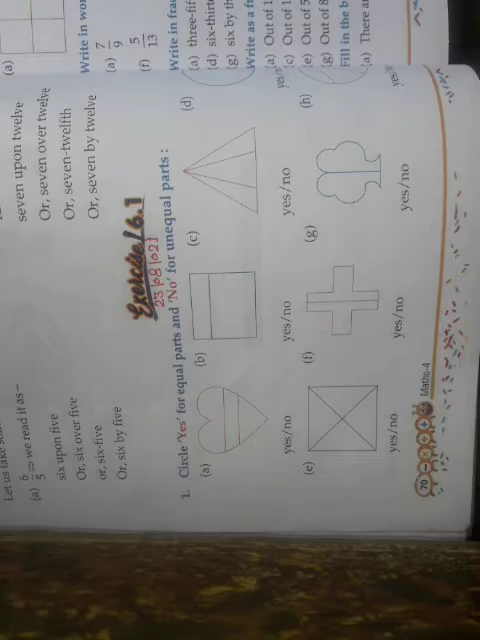 Let us take
6/5 ⇒ we read it as –
(a)
six upon five
Or, six over five
or, six-five
Or, six by five
seven upon twelve
Or, seven over twelve
Or, seven-twelfth
Or, seven by twelve
Exercise 16.1
23/08/021
1. Circle 'Yes' for equal parts and 'No' for unequal parts :
(a) (b) (c) (d)
yes/no yes/no yes/no
(e) (f) (g) (h)
yes/no yes/no yes/no
70 Maths-4
(a)
Write in wor
(a) 7/9
(f) 5/13
Write in frac
(a) three-fif
(d) six-thirt
(g) six by th
Write as a fr
(a) Out of 1
(c) Out of 1
(e) Out of 5
(g) Out of 8
Fill in the b
(a) There a